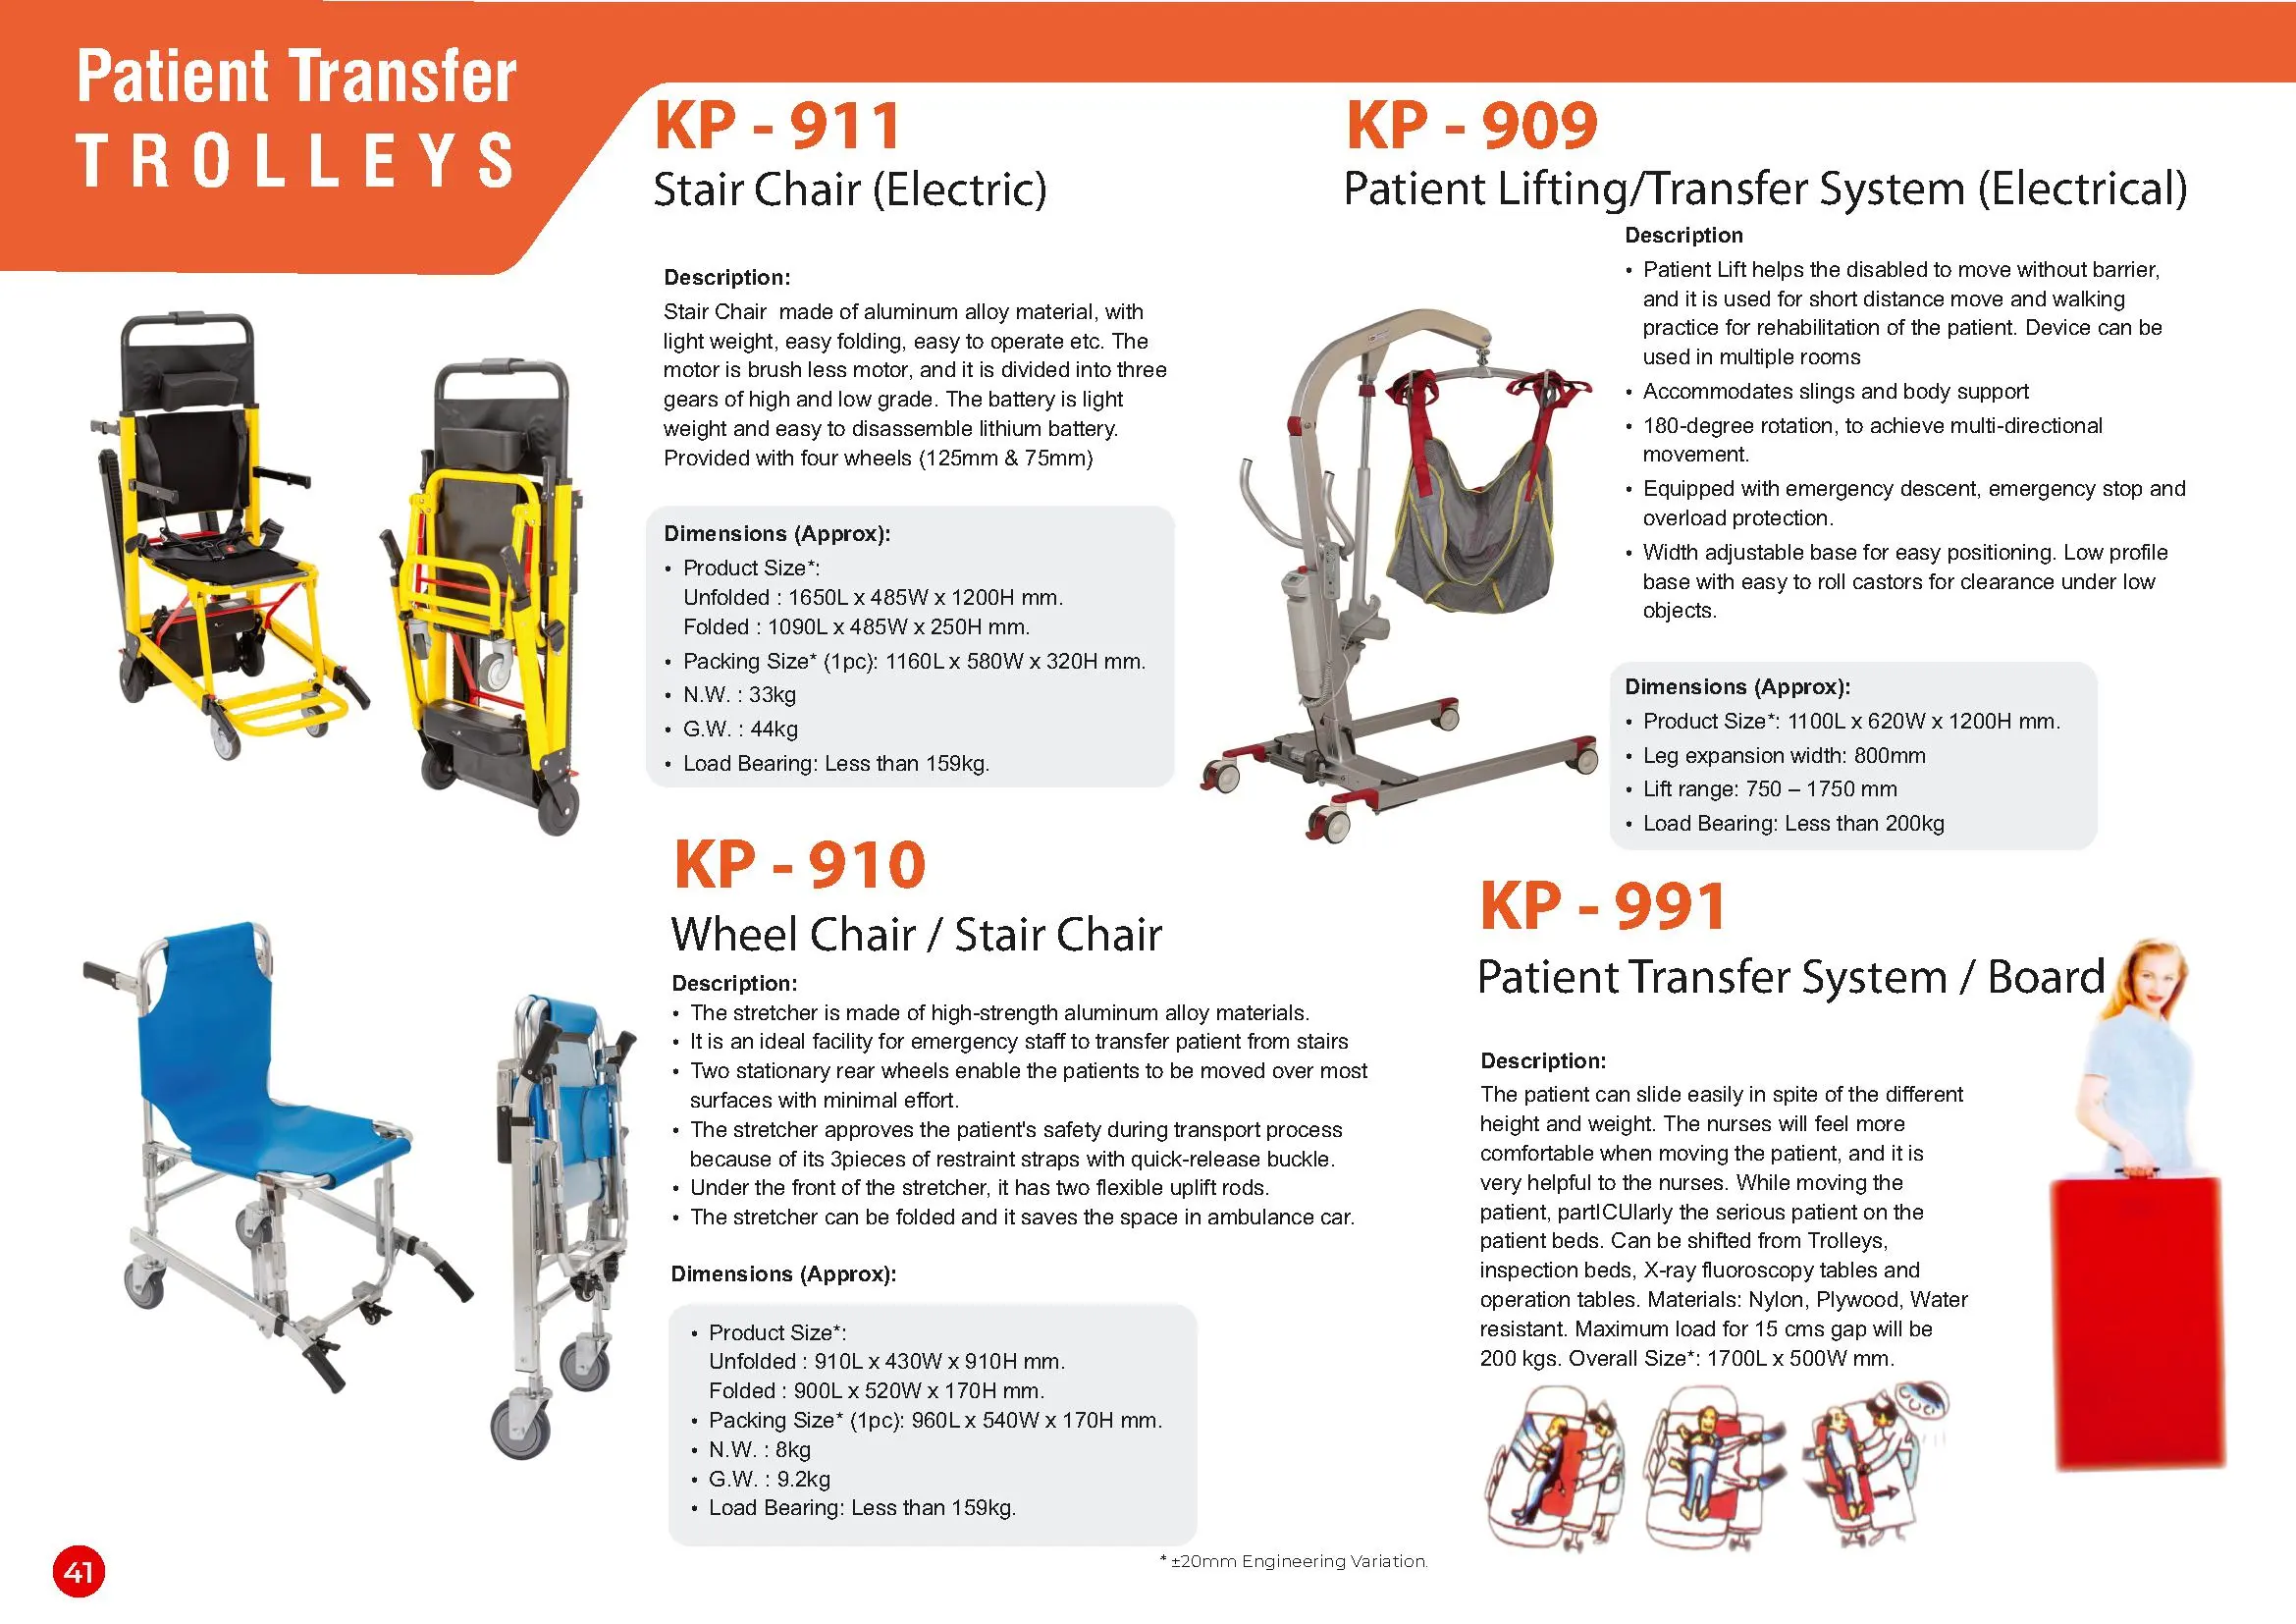 Patient Transfer
TROLLEYS
KP - 911
Stair Chair (Electric)
Description:
Stair Chair made of aluminum alloy material, with
light weight, easy folding, easy to operate etc. The
motor is brush less motor, and it is divided into three
gears of high and low grade. The battery is light
weight and easy to disassemble lithium battery.
Provided with four wheels (125mm & 75mm)
Dimensions (Approx):
• Product Size*:
Unfolded : 1650L x 485W x 1200H mm.
Folded : 1090L x 485W x 250H mm.
• Packing Size* (1pc): 1160L x 580W x 320H mm.
• N.W. : 33kg
• G.W. : 44kg
• Load Bearing: Less than 159kg.
KP - 909
Patient Lifting/Transfer System (Electrical)
Description
• Patient Lift helps the disabled to move without barrier,
and it is used for short distance move and walking
practice for rehabilitation of the patient. Device can be
used in multiple rooms
• Accommodates slings and body support
• 180-degree rotation, to achieve multi-directional
movement.
• Equipped with emergency descent, emergency stop and
overload protection.
• Width adjustable base for easy positioning. Low profile
base with easy to roll castors for clearance under low
objects.
Dimensions (Approx):
• Product Size*: 1100L x 620W x 1200H mm.
• Leg expansion width: 800mm
• Lift range: 750 – 1750 mm
• Load Bearing: Less than 200kg
KP - 910
Wheel Chair / Stair Chair
Description:
• The stretcher is made of high-strength aluminum alloy materials.
• It is an ideal facility for emergency staff to transfer patient from stairs
• Two stationary rear wheels enable the patients to be moved over most
surfaces with minimal effort.
• The stretcher approves the patient's safety during transport process
because of its 3pieces of restraint straps with quick-release buckle.
• Under the front of the stretcher, it has two flexible uplift rods.
• The stretcher can be folded and it saves the space in ambulance car.
Dimensions (Approx):
• Product Size*:
Unfolded : 910L x 430W x 910H mm.
Folded : 900L x 520W x 170H mm.
• Packing Size* (1pc): 960L x 540W x 170H mm.
• N.W. : 8kg
• G.W. : 9.2kg
• Load Bearing: Less than 159kg.
KP - 991
Patient Transfer System / Board
Description:
The patient can slide easily in spite of the different
height and weight. The nurses will feel more
comfortable when moving the patient, and it is
very helpful to the nurses. While moving the
patient, partICUlarly the serious patient on the
patient beds. Can be shifted from Trolleys,
inspection beds, X-ray fluoroscopy tables and
operation tables. Materials: Nylon, Plywood, Water
resistant. Maximum load for 15 cms gap will be
200 kgs. Overall Size*: 1700L x 500W mm.
* ±20mm Engineering Variation.
41